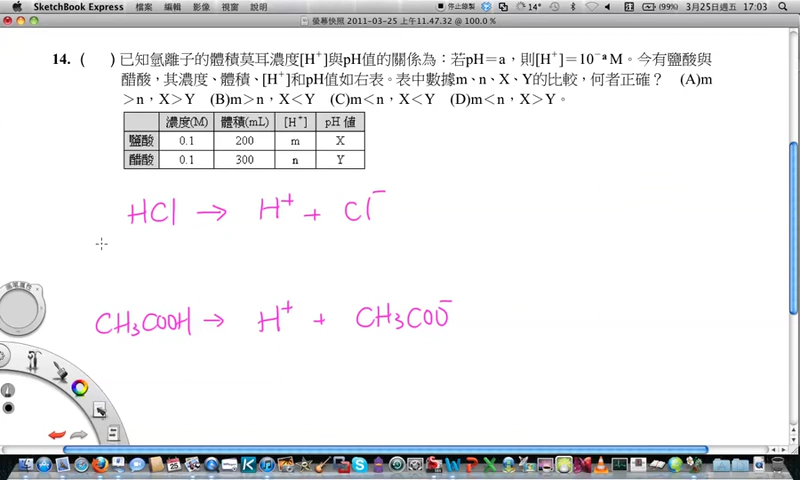 SketchBook Express 檔案 編輯 影像 視窗 說明 停止錄製 14° (99%) 3月25日週五 17:03
螢幕快照 2011-03-25 上午11.47.32 @ 100.0 %
14. (　) 已知氫離子的體積莫耳濃度[H⁺]與pH值的關係為：若pH＝a，則[H⁺]＝10⁻ᵃ M。今有鹽酸與
醋酸，其濃度、體積、[H⁺]和pH值如右表。表中數據m、n、X、Y的比較，何者正確？ (A)m
＞n，X＞Y (B)m＞n，X＜Y (C)m＜n，X＜Y (D)m＜n，X＞Y。
濃度(M) 體積(mL) [H⁺] pH 值
鹽酸 0.1 200 m X
醋酸 0.1 300 n Y
HCl → H⁺ + Cl⁻
CH₃COOH → H⁺ + CH₃COO⁻